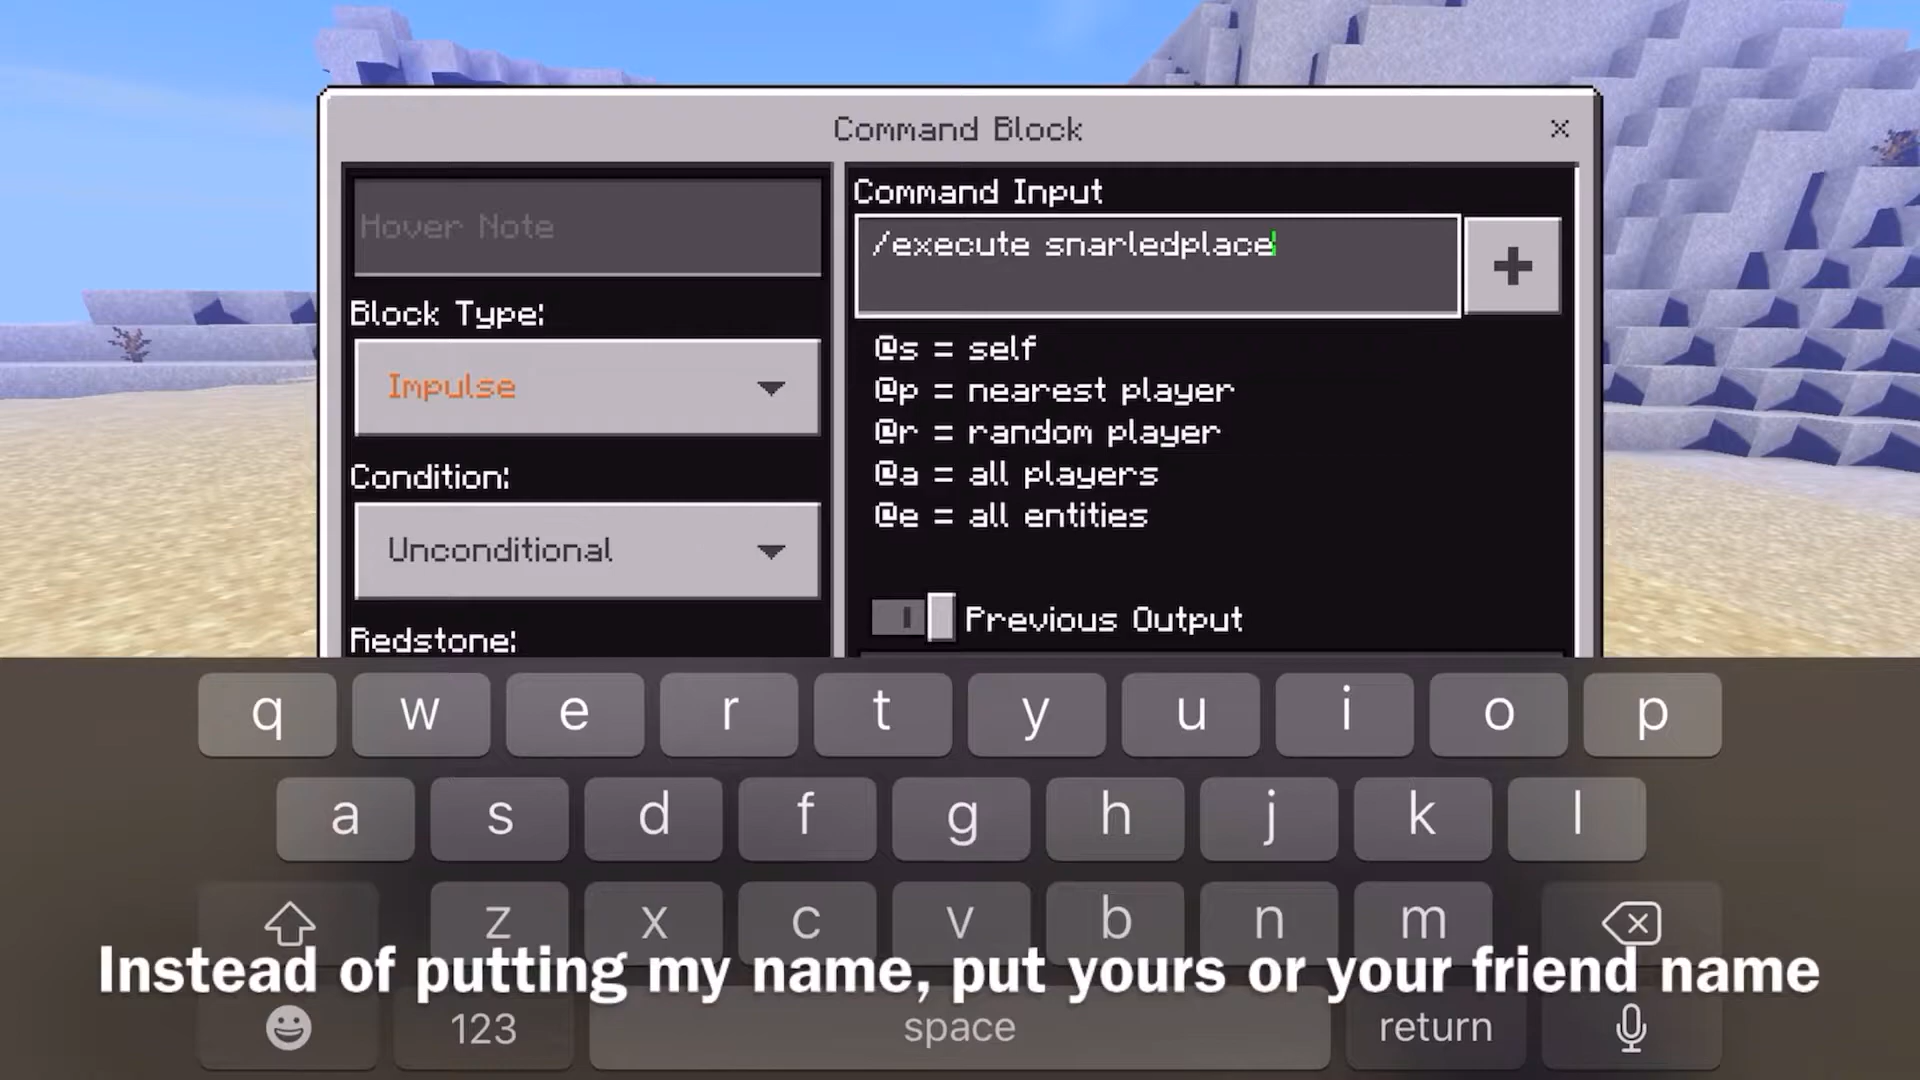 Command Block
Hover Note
Block Type:
Impulse
Condition:
Unconditional
Redstone:
Command Input
/execute snarledplace
@s = self
@p = nearest player
@r = random player
@a = all players
@e = all entities
Previous Output
q w e r t y u i o p
a s d f g h j k l
z x c v b n m
Instead of putting my name, put yours or your friend name
123 space return